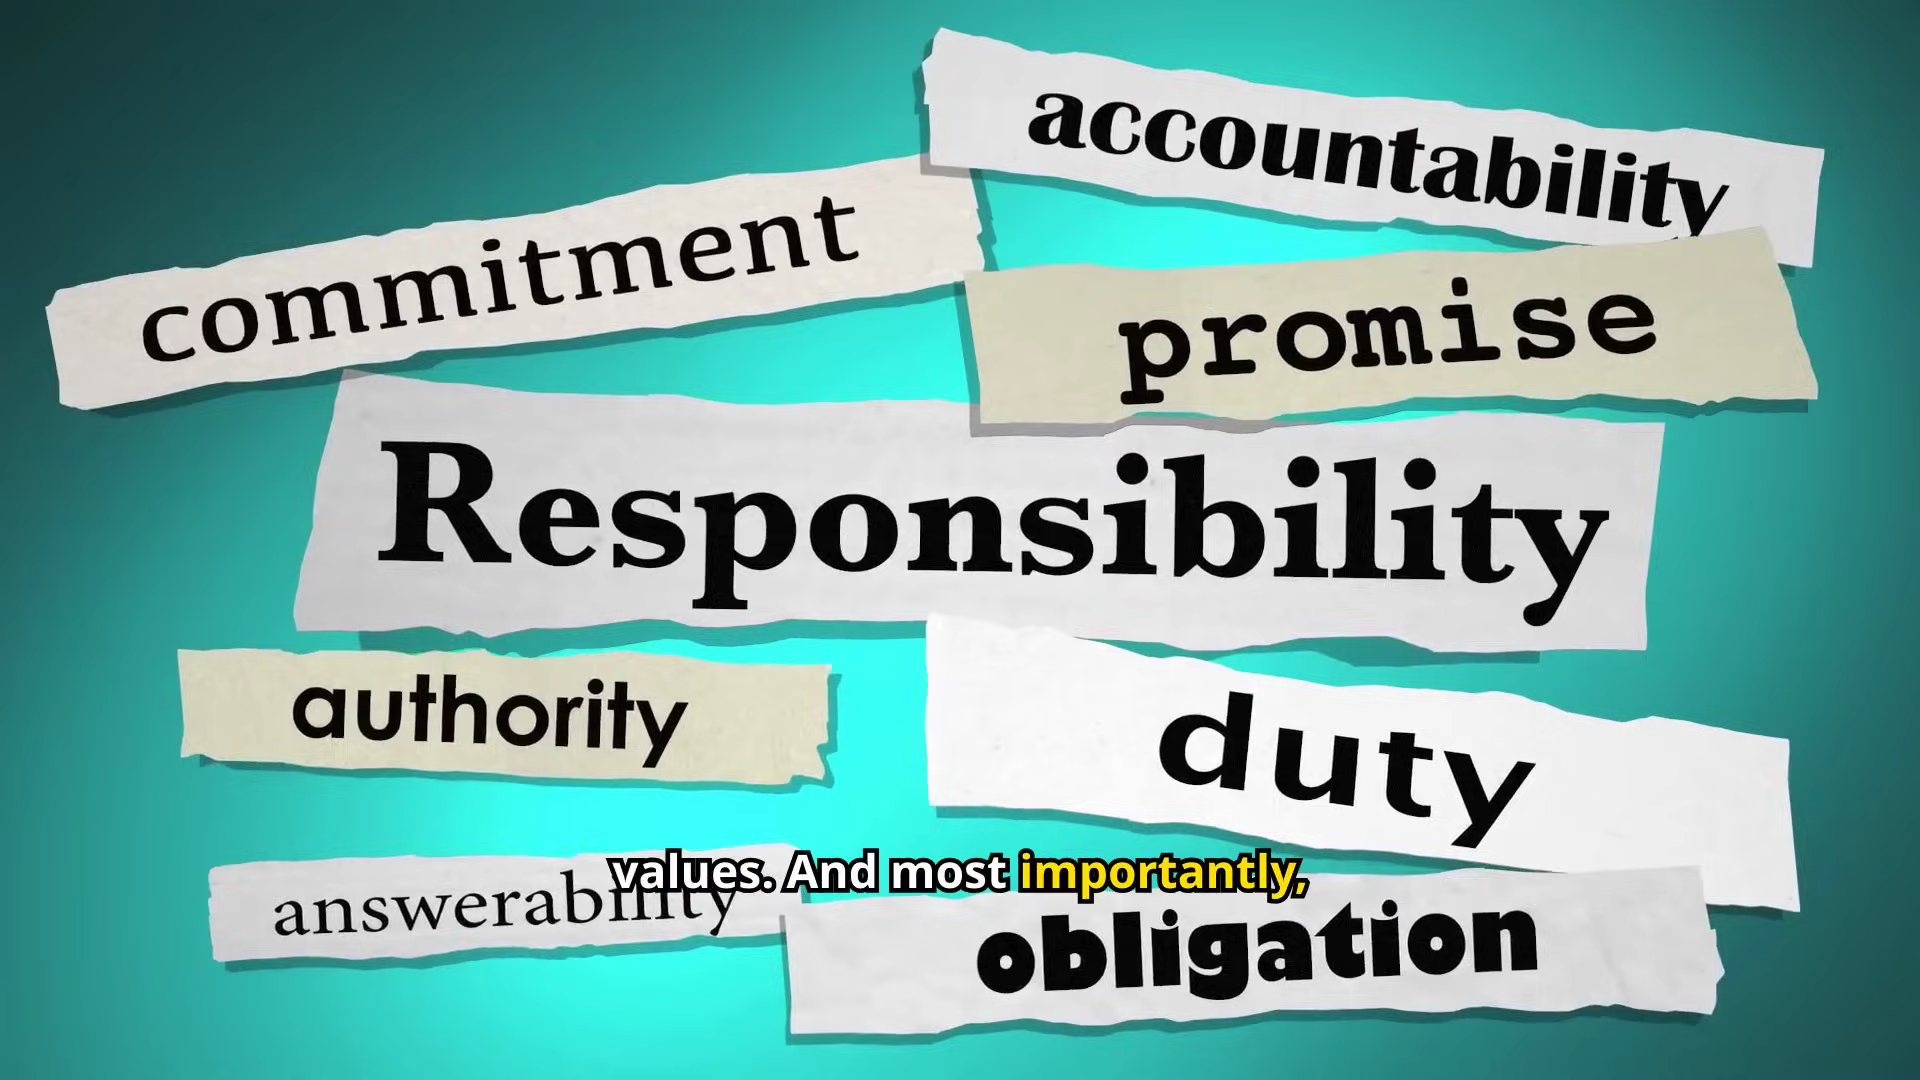 accountability
commitment
promise
Responsibility
authority
duty
values. And most importantly,
answerability
obligation